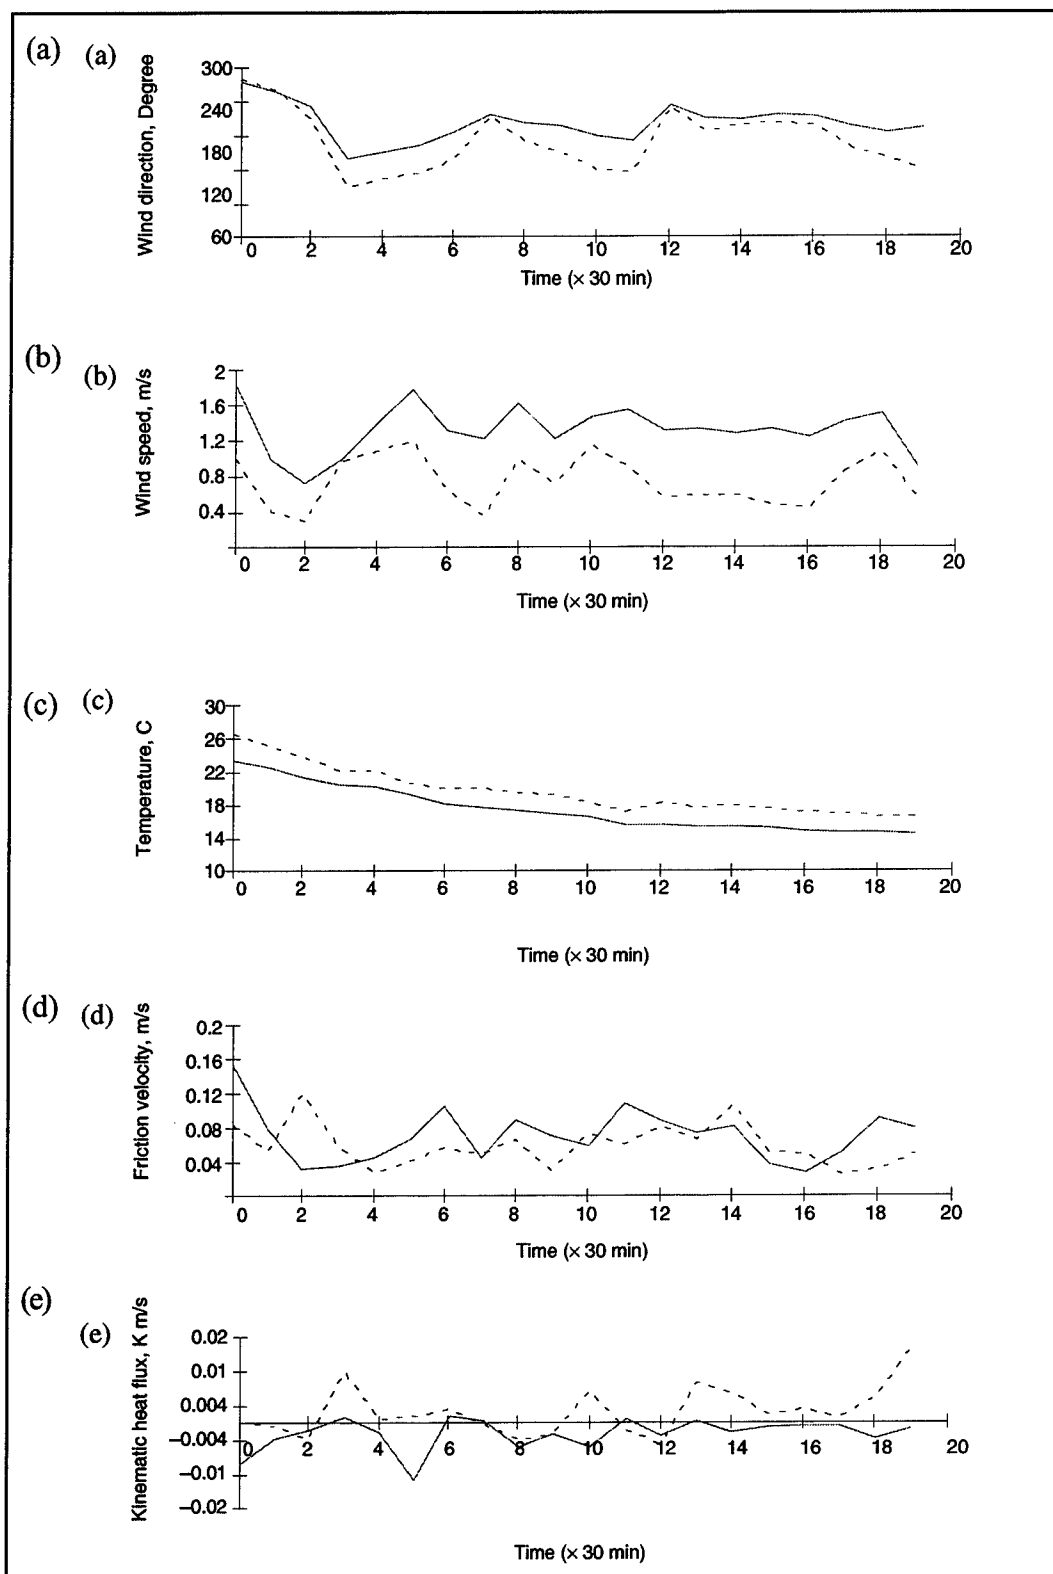 (a) (a)
Wind direction, Degree
300
240
180
120
60
0 2 4 6 8 10 12 14 16 18 20
Time (× 30 min)
(b) (b)
Wind speed, m/s
2
1.6
1.2
0.8
0.4
0 2 4 6 8 10 12 14 16 18 20
Time (× 30 min)
(c) (c)
Temperature, C
30
26
22
18
14
10
0 2 4 6 8 10 12 14 16 18 20
Time (× 30 min)
(d) (d)
Friction velocity, m/s
0.2
0.16
0.12
0.08
0.04
0 2 4 6 8 10 12 14 16 18 20
Time (× 30 min)
(e)
(e)
Kinematic heat flux, K m/s
0.02
0.01
0.004
−0.004
−0.01
−0.02
0 2 4 6 8 10 12 14 16 18 20
Time (× 30 min)